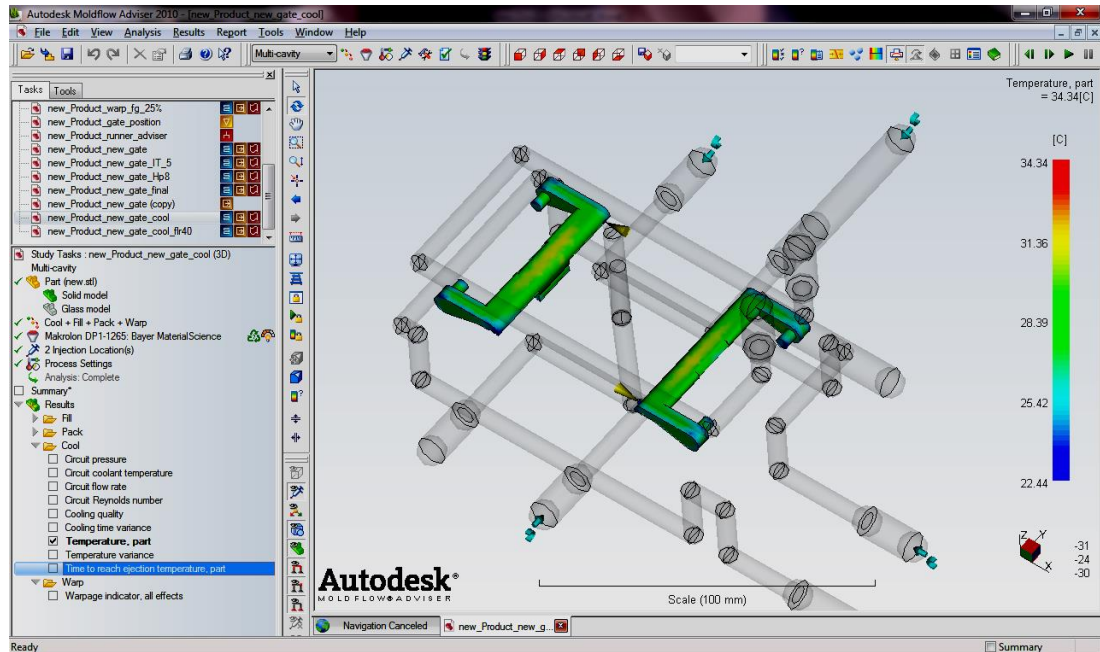 Autodesk Moldflow Adviser 2010 - [new_Product_new_gate_cool]
File Edit View Analysis Results Report Tools Window Help
Multi-cavity
Tasks Tools
new_Product_warp_fg_25%
new_Product_gate_position
new_Product_runner_adviser
new_Product_new_gate
new_Product_new_gate_IT_5
new_Product_new_gate_Hp8
new_Product_new_gate_final
new_Product_new_gate (copy)
new_Product_new_gate_cool
new_Product_new_gate_cool_flr40
Study Tasks : new_Product_new_gate_cool (3D)
Multi-cavity
Part (new.stl)
Solid model
Glass model
Cool + Fill + Pack + Warp
Makrolon DP1-1265: Bayer MaterialScience
2 Injection Location(s)
Process Settings
Analysis: Complete
Summary*
Results
Fill
Pack
Cool
Circuit pressure
Circuit coolant temperature
Circuit flow rate
Circuit Reynolds number
Cooling quality
Cooling time variance
Temperature, part
Temperature variance
Time to reach ejection temperature, part
Warp
Warpage indicator, all effects
Temperature, part
= 34.34[C]
[C]
34.34
31.36
28.39
25.42
22.44
Z Y
X
-31
-24
-30
Autodesk®
MOLDFLOW® ADVISER
Scale (100 mm)
Navigation Canceled new_Product_new_g...
Ready Summary